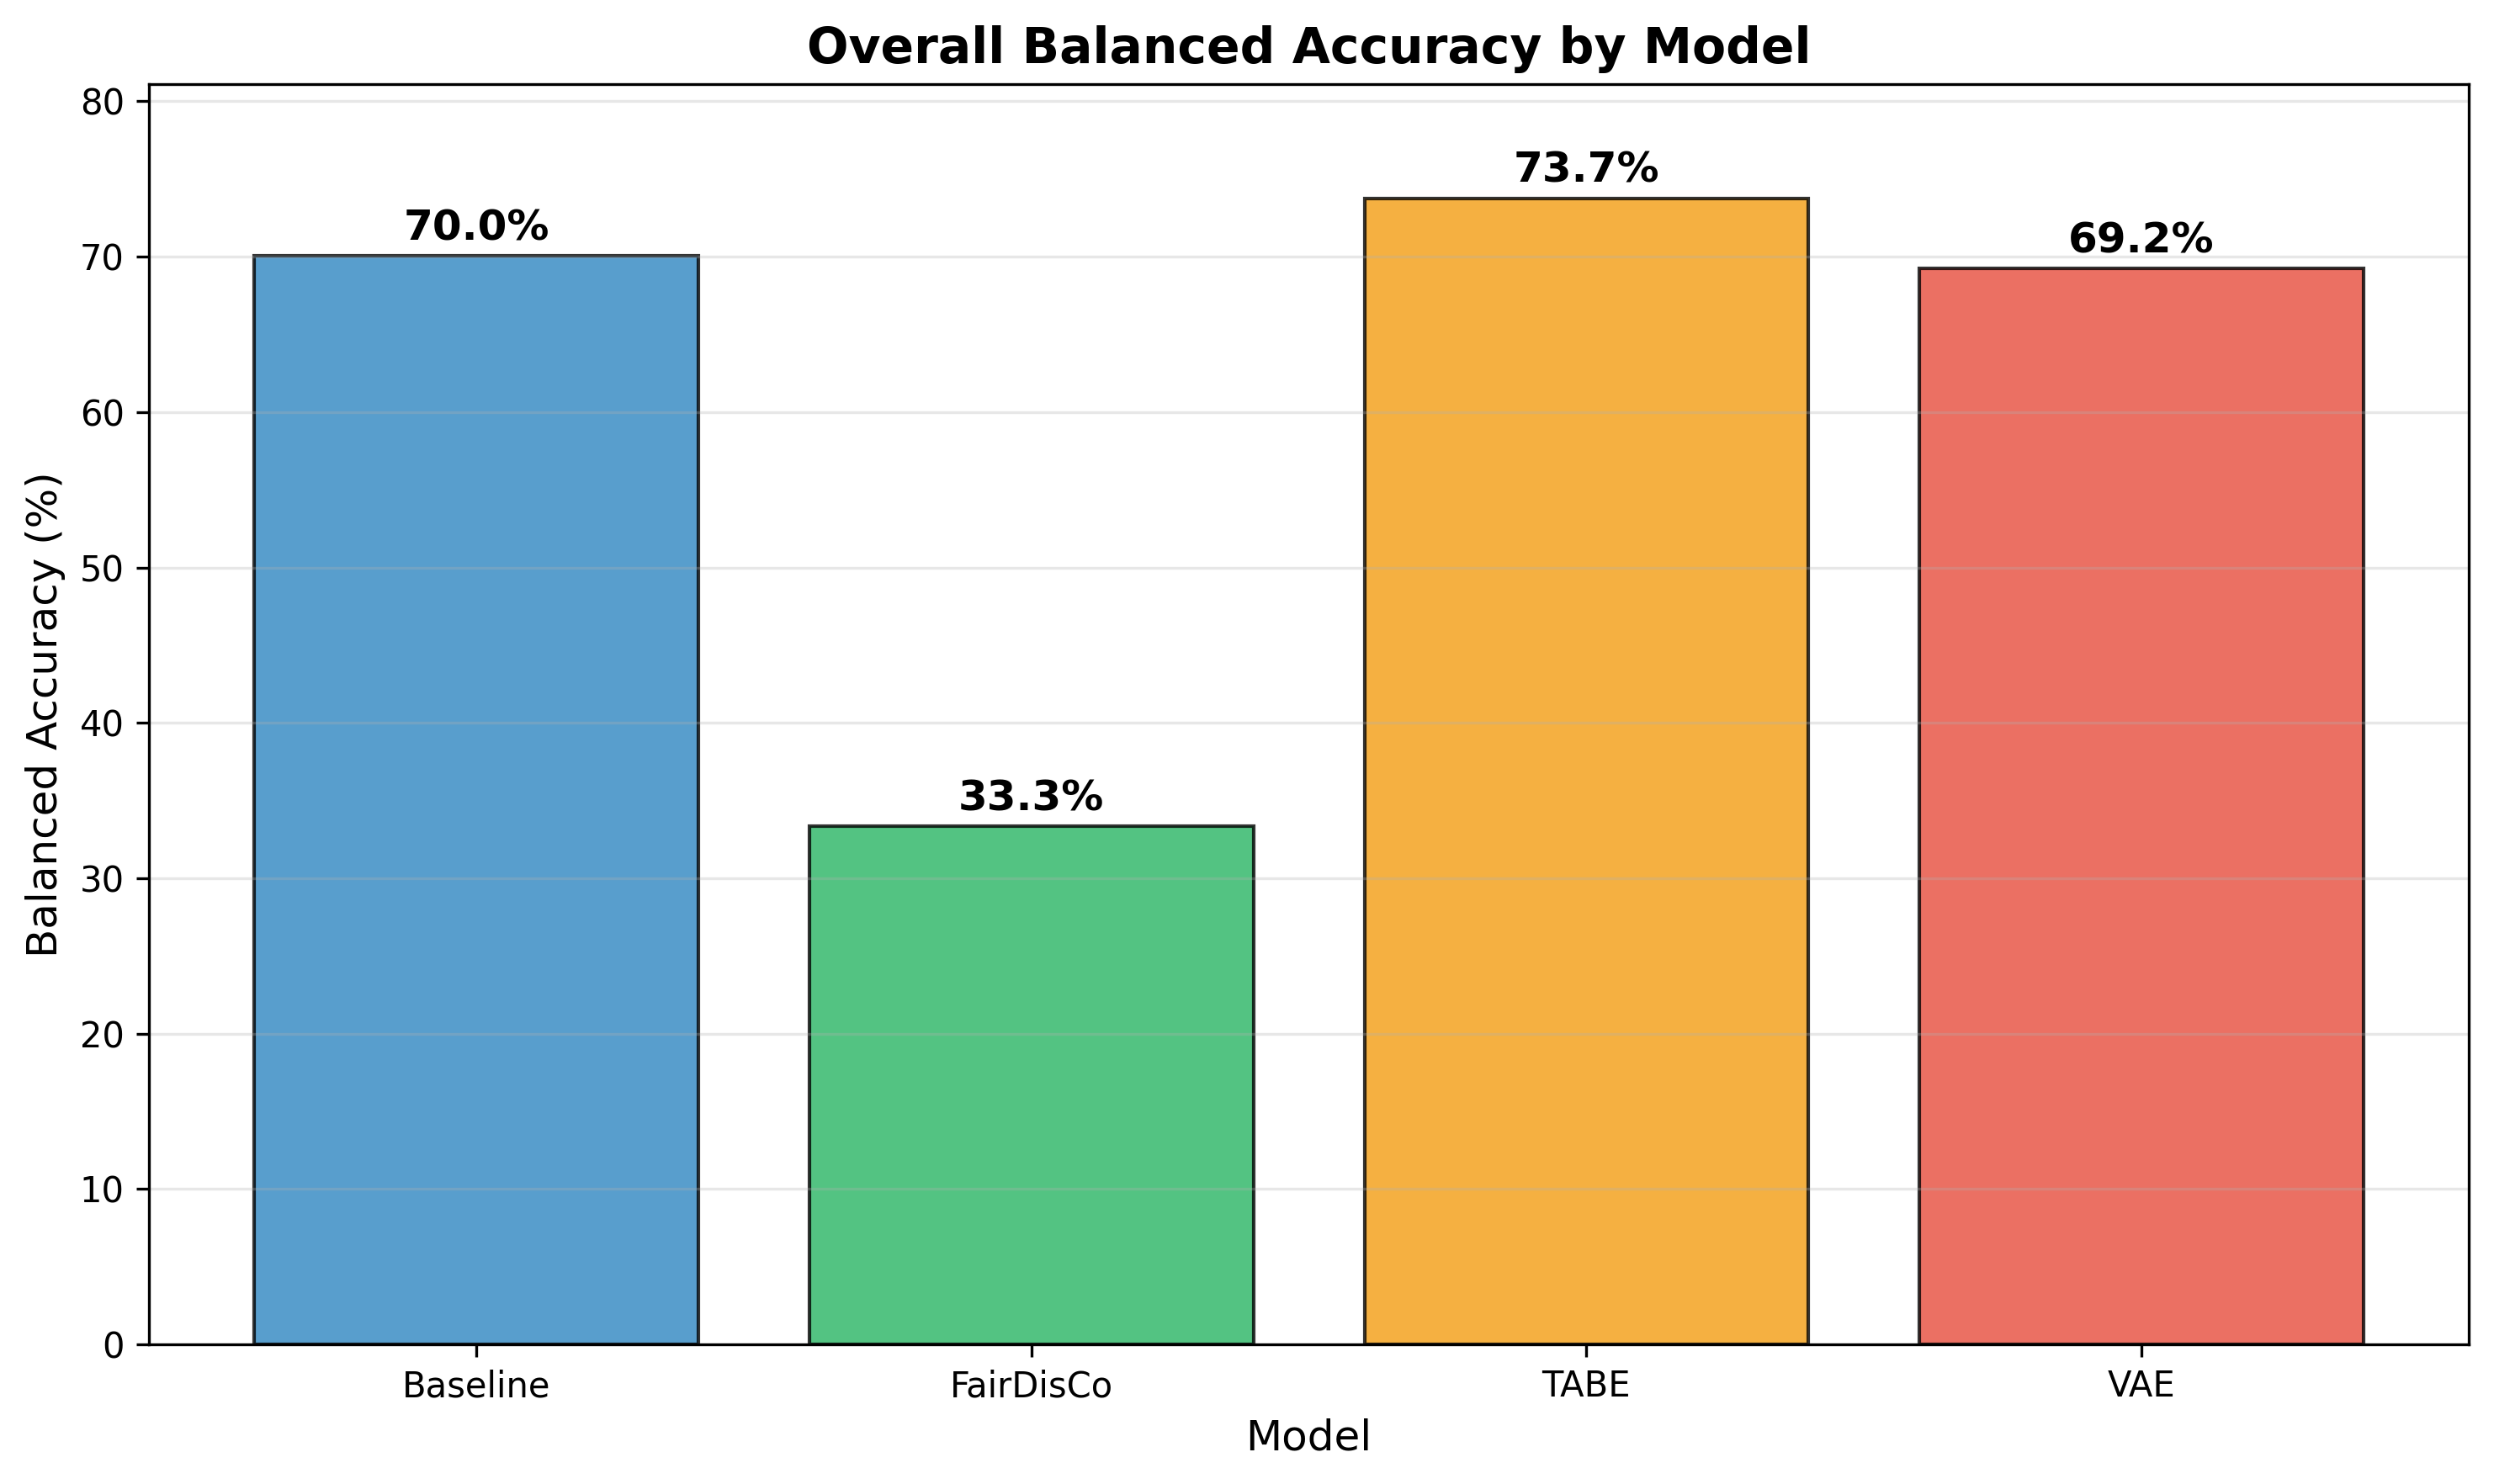 Overall Balanced Accuracy by Model
Balanced Accuracy (%)
80
70
60
50
40
30
20
10
0
70.0%
33.3%
73.7%
69.2%
Baseline
FairDisCo
TABE
VAE
Model